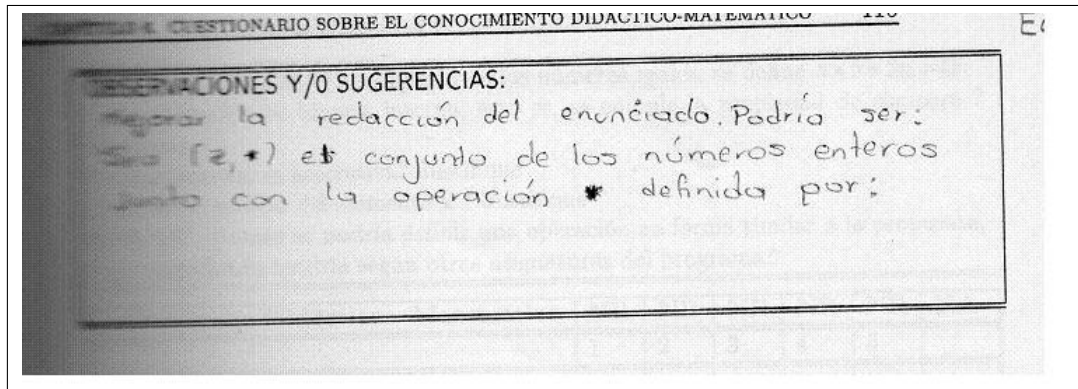 CUESTIONARIO SOBRE EL CONOCIMIENTO DIDÁCTICO-MATEMÁTICO 110
OBSERVACIONES Y/O SUGERENCIAS:
Mejorar la redacción del enunciado. Podría ser:
Sea (Z, *) el conjunto de los números enteros
junto con la operación * definida por: